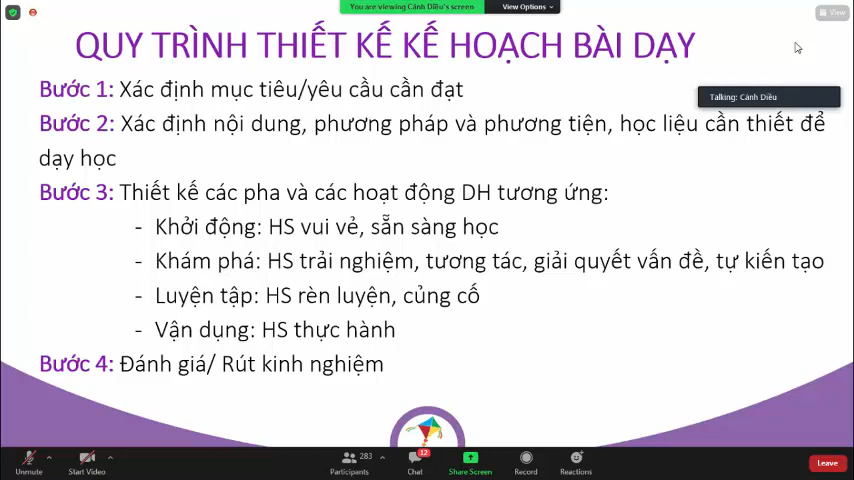 You are viewing Cánh Diều's screen
View Options
View
QUY TRÌNH THIẾT KẾ KẾ HOẠCH BÀI DẠY
Bước 1: Xác định mục tiêu/yêu cầu cần đạt
Talking: Cánh Diều
Bước 2: Xác định nội dung, phương pháp và phương tiện, học liệu cần thiết để
dạy học
Bước 3: Thiết kế các pha và các hoạt động DH tương ứng:
- Khởi động: HS vui vẻ, sẵn sàng học
- Khám phá: HS trải nghiệm, tương tác, giải quyết vấn đề, tự kiến tạo
- Luyện tập: HS rèn luyện, củng cố
- Vận dụng: HS thực hành
Bước 4: Đánh giá/ Rút kinh nghiệm
283
12
Unmute
Start Video
Participants
Chat
Share Screen
Record
Reactions
Leave